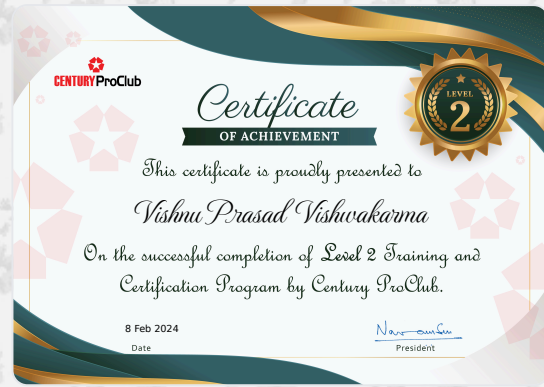 CENTURY ProClub
Certificate
OF ACHIEVEMENT
LEVEL
2
This certificate is proudly presented to
Vishnu Prasad Vishwakarma
On the successful completion of Level 2 Training and
Certification Program by Century ProClub.
8 Feb 2024
Date
President